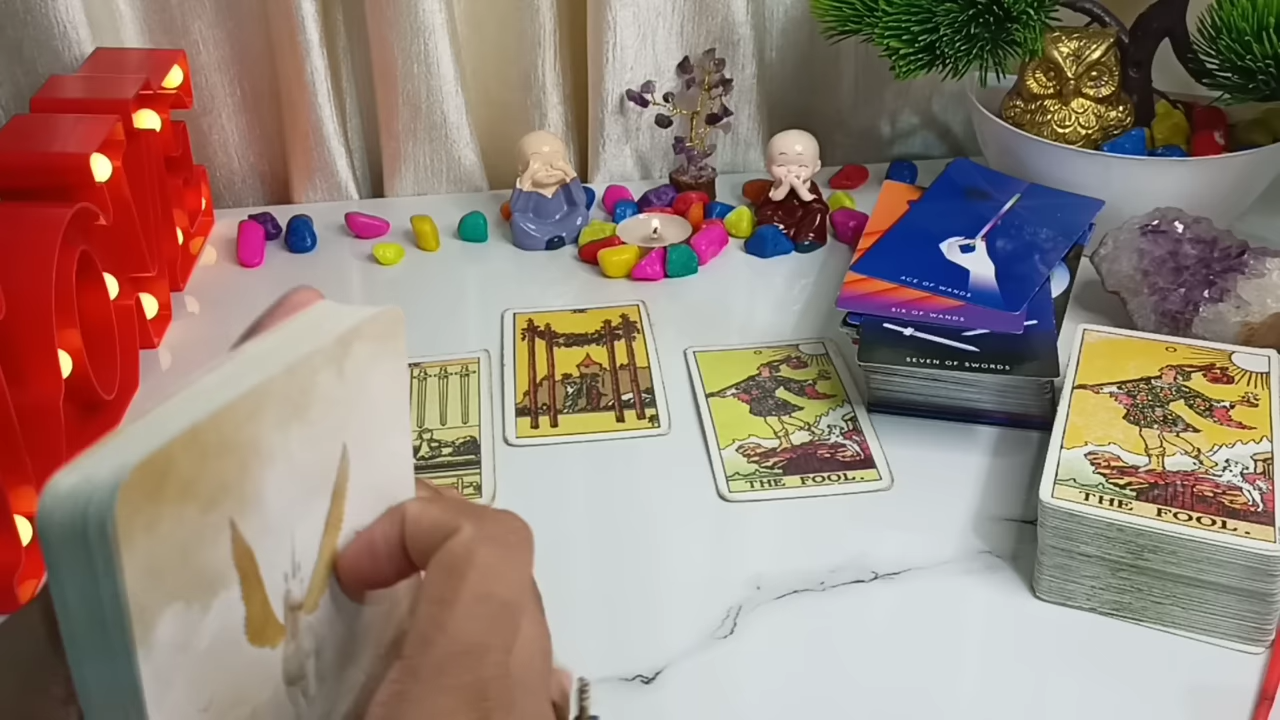 ACE OF WANDS
SIX OF WANDS
SEVEN OF SWORDS
THE FOOL.
THE FOOL.